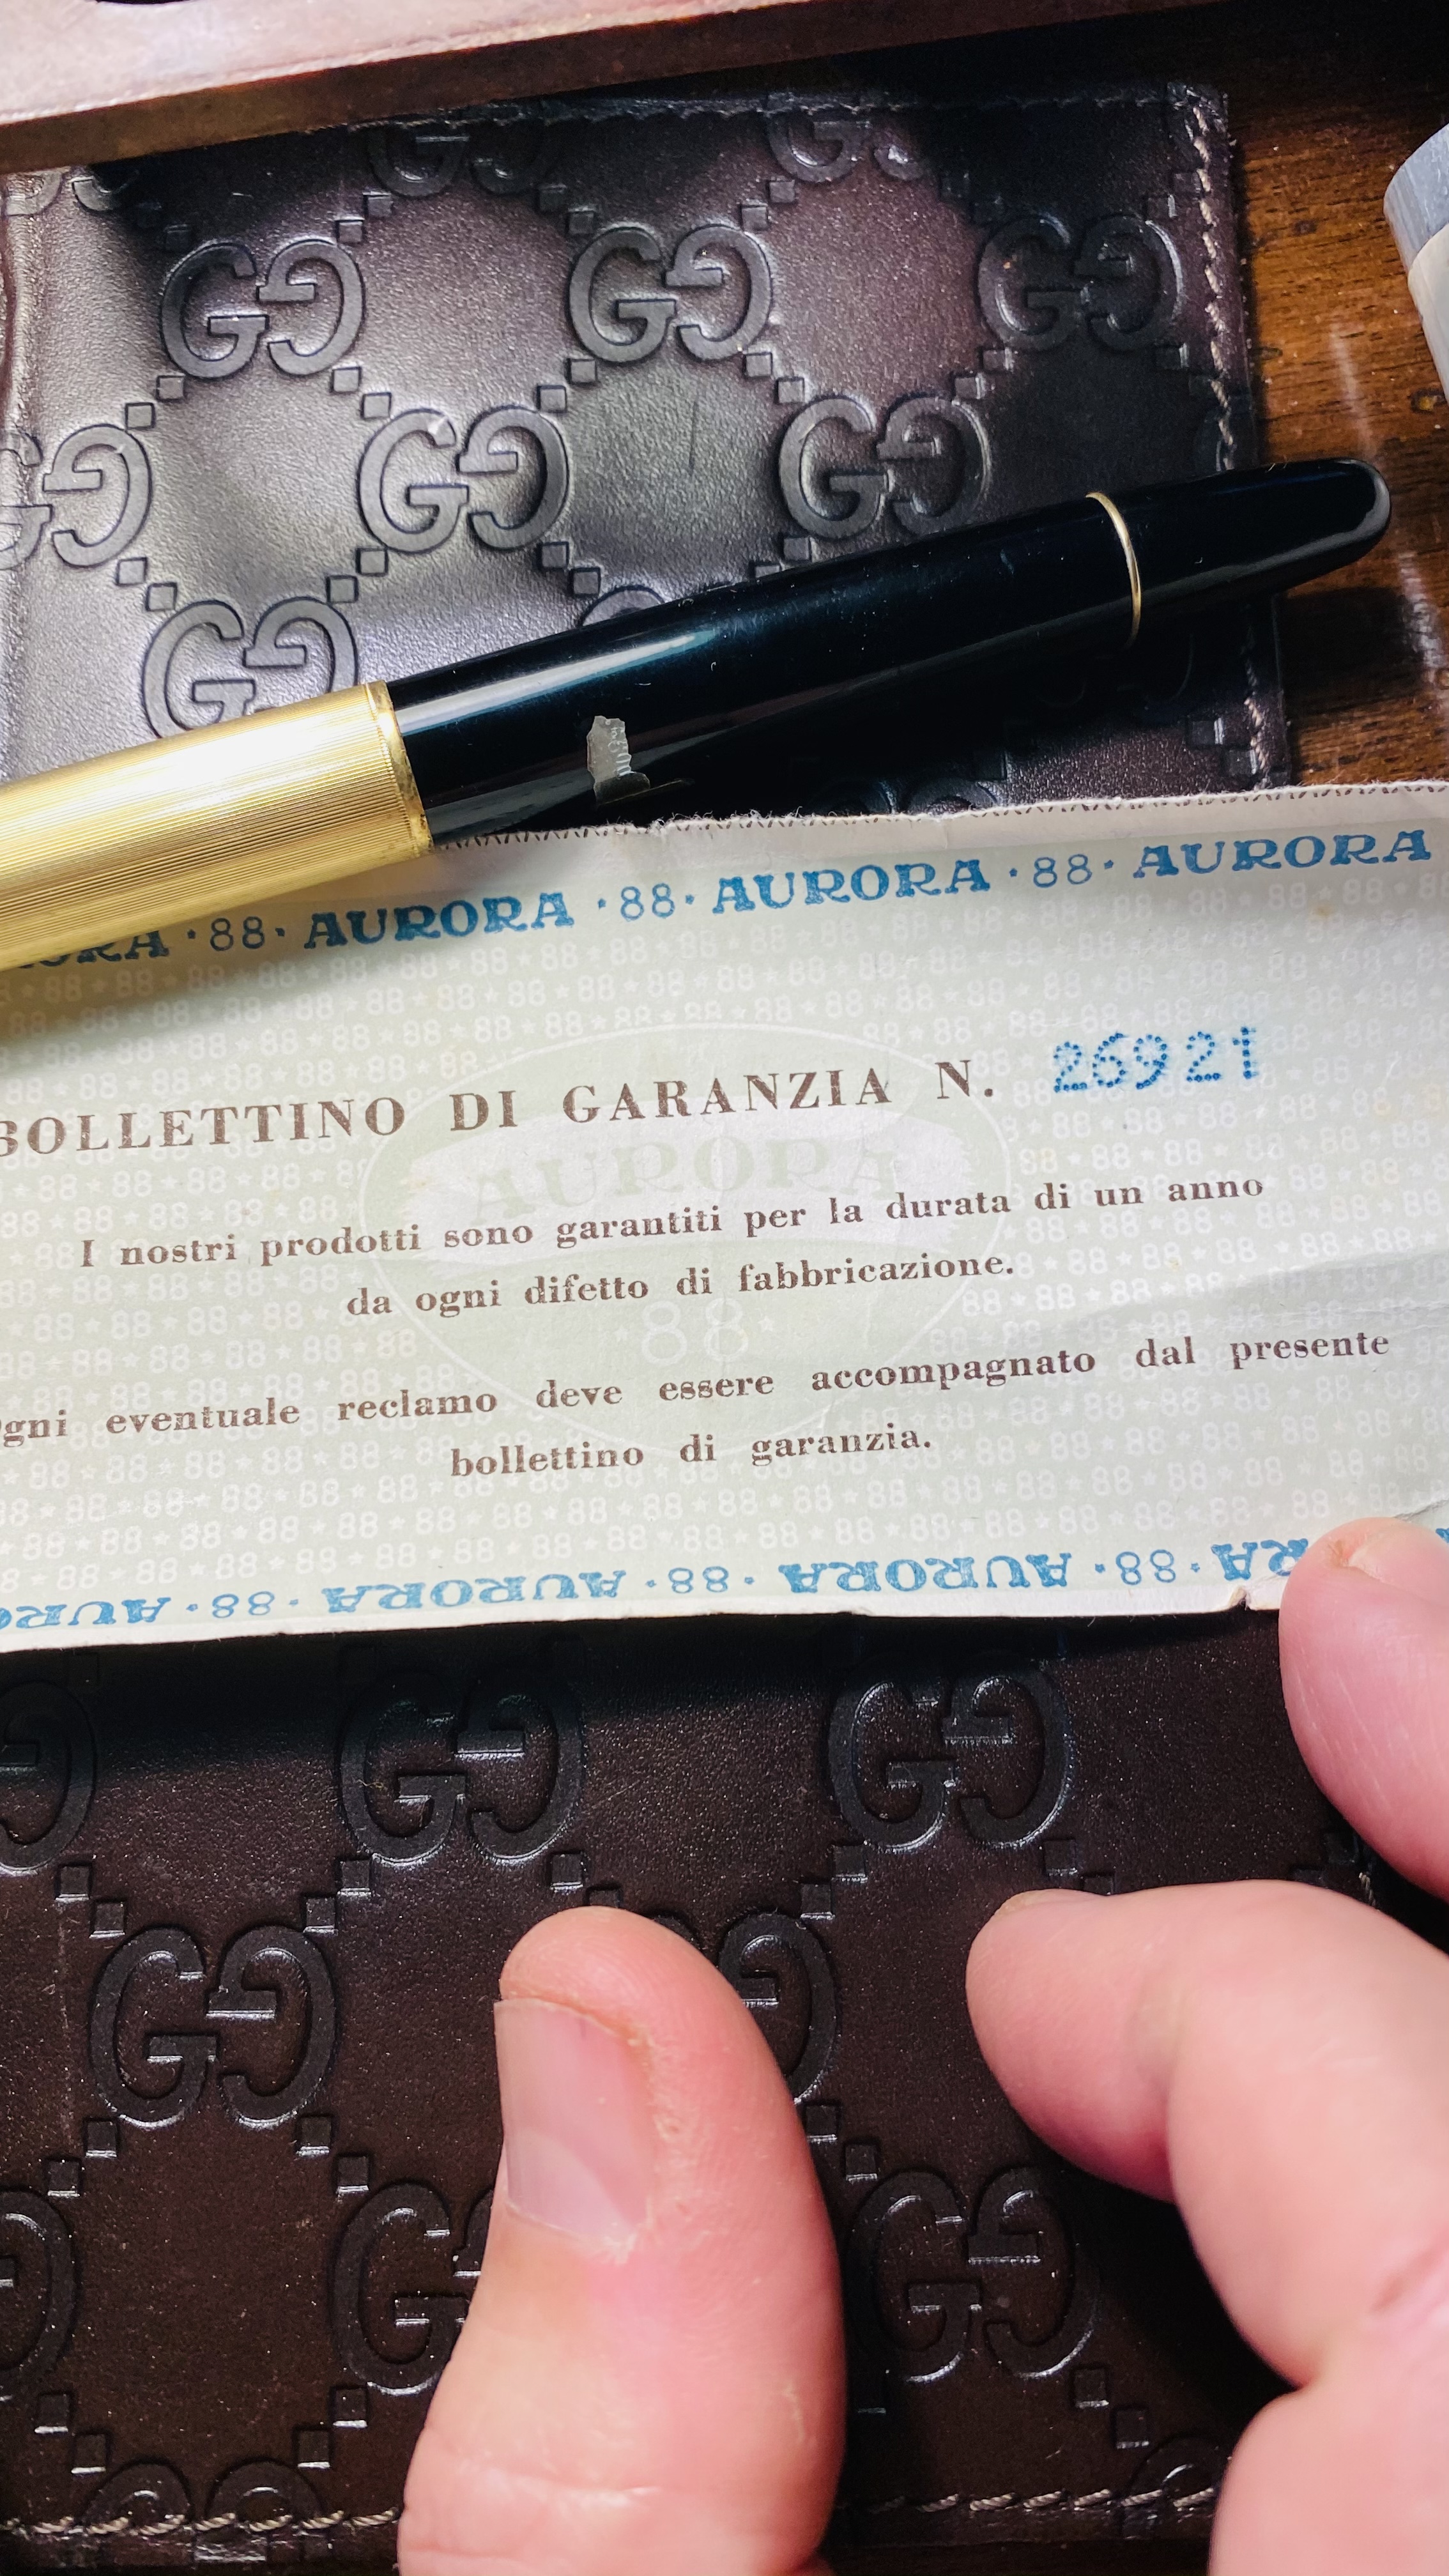 AURORA · 88 · AURORA · 88 · AURORA
BOLLETTINO DI GARANZIA N. 26921
AURORA
I nostri prodotti sono garantiti per la durata di un anno
da ogni difetto di fabbricazione.
88
Ogni eventuale reclamo deve essere accompagnato dal presente
bollettino di garanzia.
AURORA · 88 · AURORA · 88 ·